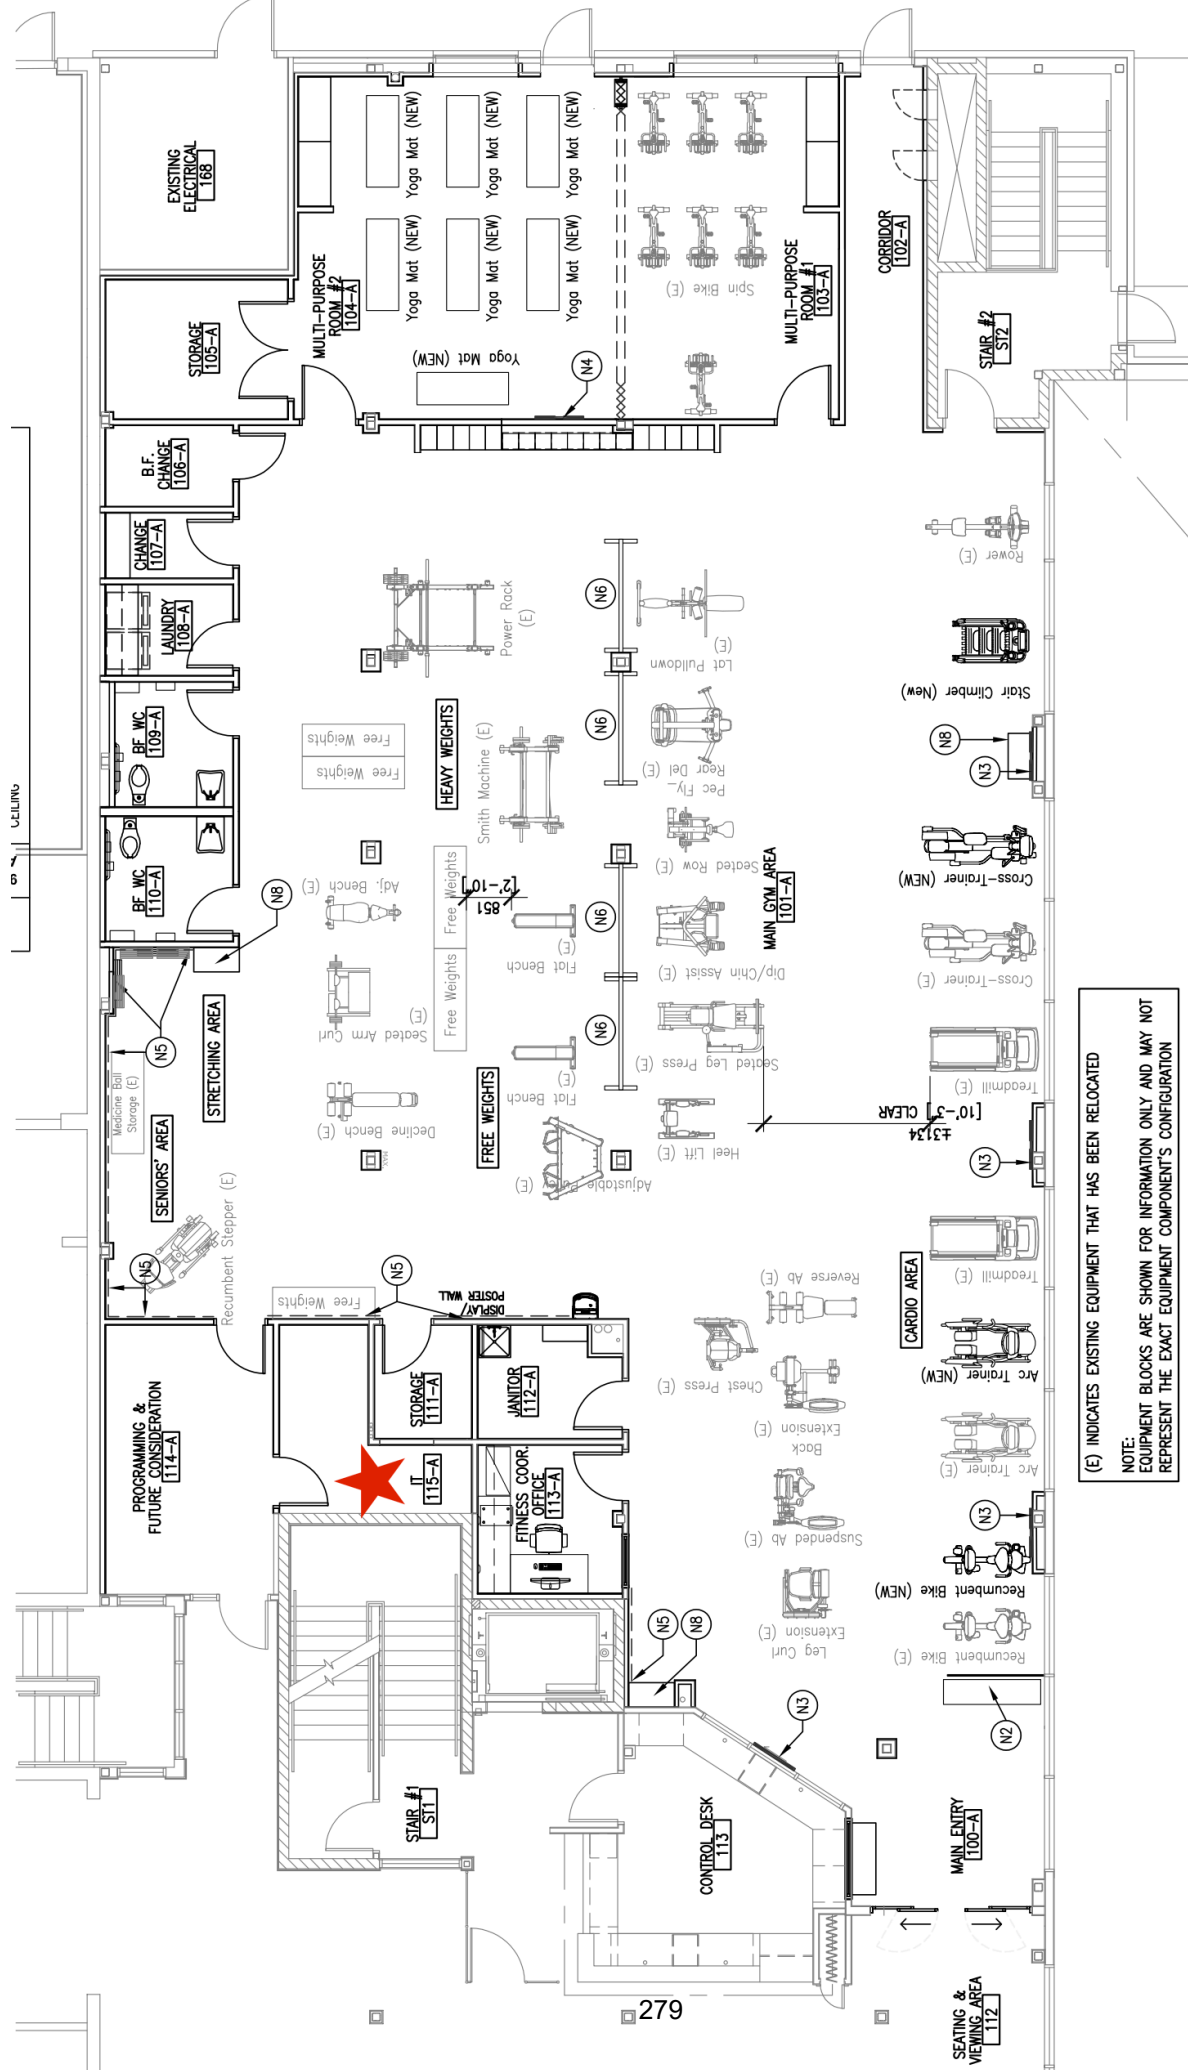 EXISTING
ELECTRICAL
168
STORAGE
105-A
MULTI-PURPOSE
ROOM #2
104-A
Yoga Mat (NEW)
Yoga Mat (NEW)
Yoga Mat (NEW)
Yoga Mat (NEW)
Yoga Mat (NEW)
Yoga Mat (NEW)
Yoga Mat (NEW)
N4
Spin Bike (E)
MULTI-PURPOSE
ROOM #1
103-A
CORRIDOR
102-A
STAIR #2
ST2
B.F.
CHANGE
106-A
CHANGE
107-A
LAUNDRY
108-A
BF WC
109-A
BF WC
110-A
CEILING
N8
Power Rack
(E)
N6
Lat Pulldown
(E)
Rower (E)
Stair Climber (New)
N8
N3
Free Weights
Free Weights
HEAVY WEIGHTS
Smith Machine (E)
N6
Pec Fly_
Rear Del (E)
Seated Row (E)
Cross-Trainer (NEW)
Adj. Bench (E)
Free Weights
Free Weights
851
[2'-10"]
Flat Bench
(E)
N6
Dip/Chin Assist (E)
MAIN GYM AREA
101-A
Cross-Trainer (E)
N5
STRETCHING AREA
Medicine Ball
Storage (E)
Seated Arm Curl
(E)
N6
Seated Leg Press (E)
Treadmill (E)
SENIORS' AREA
Decline Bench (E)
FREE WEIGHTS
Flat Bench
(E)
Heel Lift (E)
±3134
[10'-3"] CLEAR
N3
MAX
Adjustable Pulley (E)
Recumbent Stepper (E)
N5
Free Weights
N5
DISPLAY/
POSTER WALL
Reverse Ab (E)
Treadmill (E)
CARDIO AREA
Chest Press (E)
Arc Trainer (NEW)
PROGRAMMING &
FUTURE CONSIDERATION
114-A
STORAGE
111-A
JANITOR
112-A
Back
Extension (E)
Arc Trainer (E)
IT
115-A
FITNESS COOR.
OFFICE
113-A
Suspended Ab (E)
N3
Recumbent Bike (NEW)
Leg Curl
Extension (E)
Recumbent Bike (E)
N5
N8
N3
N2
STAIR #1
ST1
CONTROL DESK
113
MAIN ENTRY
100-A
SEATING &
VIEWING AREA
112
(E) INDICATES EXISTING EQUIPMENT THAT HAS BEEN RELOCATED
NOTE:
EQUIPMENT BLOCKS ARE SHOWN FOR INFORMATION ONLY AND MAY NOT
REPRESENT THE EXACT EQUIPMENT COMPONENT'S CONFIGURATION
279